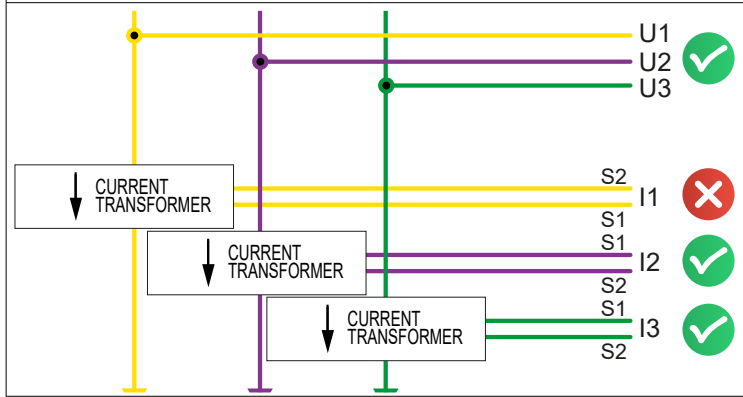 U1
U2
U3
CURRENT
TRANSFORMER
S2
I1
S1
CURRENT
TRANSFORMER
S1
I2
S2
CURRENT
TRANSFORMER
S1
I3
S2